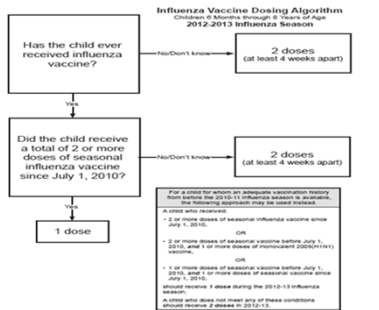 Influenza Vaccine Dosing Algorithm
Children 6 Months through 8 Years of Age
2012-2013 Influenza Season
Has the child ever
received influenza
vaccine?
No/Don't know
2 doses
(at least 4 weeks apart)
Yes
Did the child receive
a total of 2 or more
doses of seasonal
influenza vaccine
since July 1, 2010?
No/Don't know
2 doses
(at least 4 weeks apart)
Yes
1 dose
For a child for whom an adequate vaccination history
from before the 2010-11 influenza season is available,
the following approach may be used instead.
A child who received:
• 2 or more doses of seasonal influenza vaccine since
July 1, 2010,
OR
• 2 or more doses of seasonal vaccine before July 1,
2010, and 1 or more doses of monovalent 2009(H1N1)
vaccine,
OR
• 1 or more doses of seasonal vaccine before July 1,
2010, and 1 or more doses of seasonal vaccine since
July 1, 2010,
should receive 1 dose during the 2012-13 influenza
season.
A child who does not meet any of these conditions
should receive 2 doses in 2012-13.